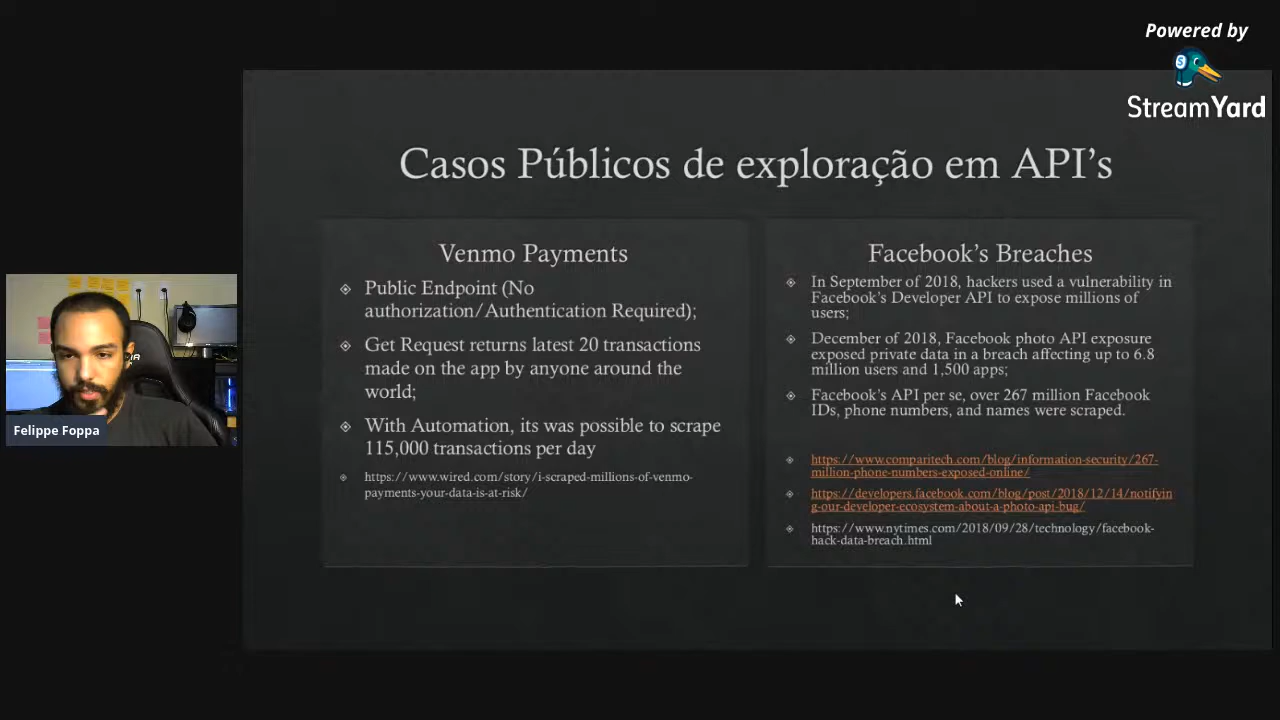 Powered by
StreamYard
Casos Públicos de exploração em API's
Venmo Payments
Public Endpoint (No
authorization/Authentication Required);
Get Request returns latest 20 transactions
made on the app by anyone around the
world;
With Automation, its was possible to scrape
115,000 transactions per day
https://www.wired.com/story/i-scraped-millions-of-venmo-
payments-your-data-is-at-risk/
Facebook's Breaches
In September of 2018, hackers used a vulnerability in
Facebook's Developer API to expose millions of
users;
December of 2018, Facebook photo API exposure
exposed private data in a breach affecting up to 6.8
million users and 1,500 apps;
Facebook's API per se, over 267 million Facebook
IDs, phone numbers, and names were scraped.
https://www.comparitech.com/blog/information-security/267-
million-phone-numbers-exposed-online/
https://developers.facebook.com/blog/post/2018/12/14/notifyin
g-our-developer-ecosystem-about-a-photo-api-bug/
https://www.nytimes.com/2018/09/28/technology/facebook-
hack-data-breach.html
Felippe Foppa